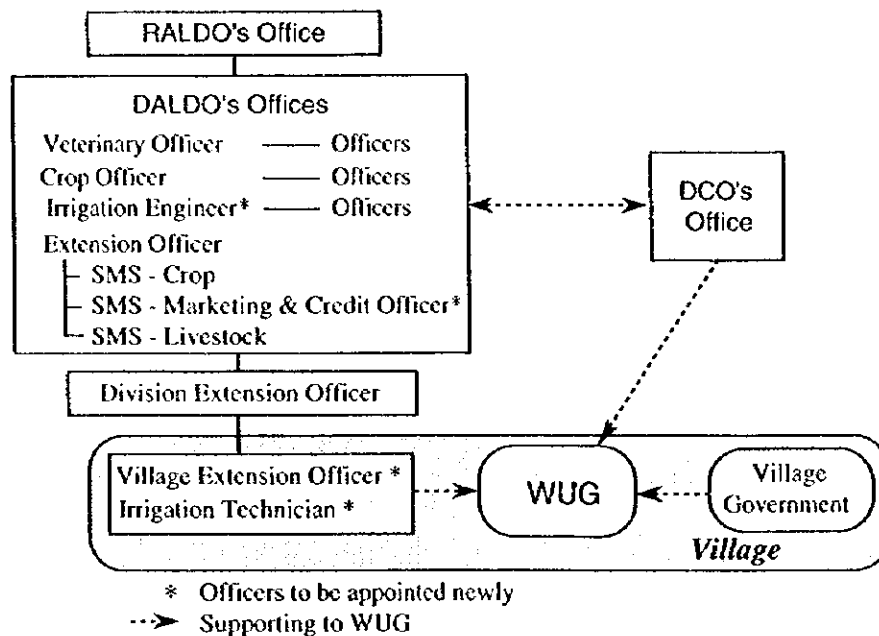 RALDO's Office
DALDO's Offices
Veterinary Officer Officers
Crop Officer Officers
Irrigation Engineer* Officers
Extension Officer
SMS - Crop
SMS - Marketing & Credit Officer*
SMS - Livestock
DCO's
Office
Division Extension Officer
Village Extension Officer *
Irrigation Technician *
WUG
Village
Government
Village
* Officers to be appointed newly
Supporting to WUG